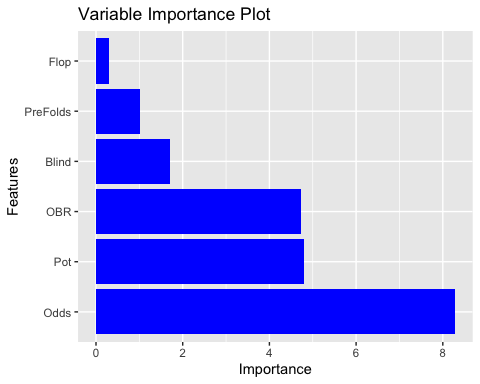 Variable Importance Plot
Features
Flop
PreFolds
Blind
OBR
Pot
Odds
0 2 4 6 8
Importance